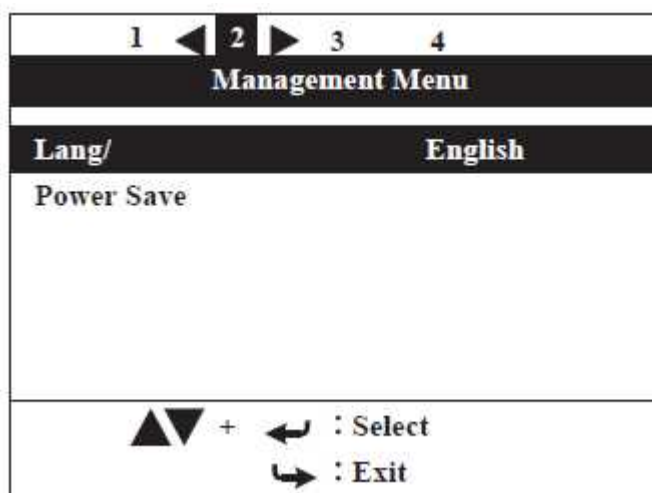 1 ◀ 2 ▶ 3 4
Management Menu
Lang/ English
Power Save
▲▼ + ↵ : Select
↪ : Exit